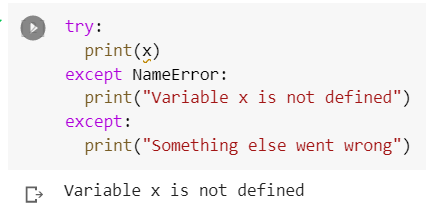 try:
  print(x)
except NameError:
  print("Variable x is not defined")
except:
  print("Something else went wrong")
Variable x is not defined